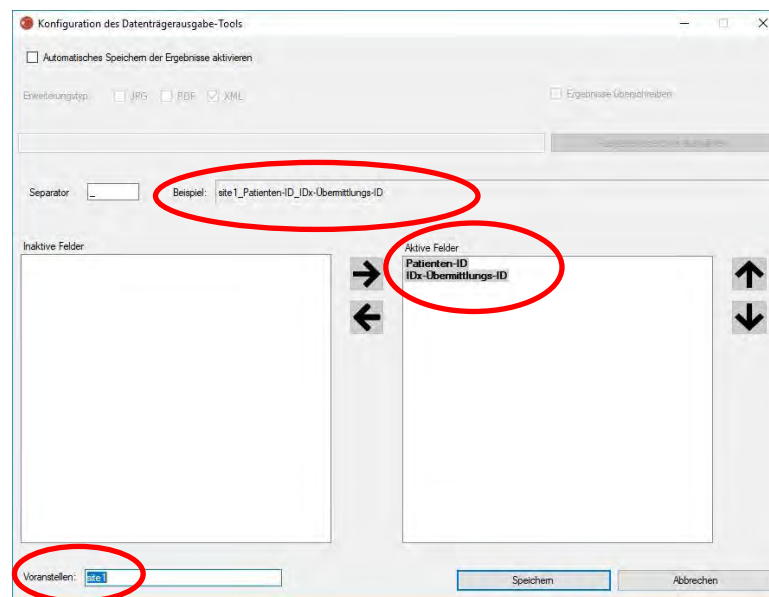 Konfiguration des Datenträgerausgabe-Tools
Automatisches Speichern der Ergebnisse aktivieren
Erweiterungstyp: JPG PDF XML Ergebnisse überschreiben
Separator _ Beispiel: site1_Patienten-ID_IDx-Übermittlungs-ID
Inaktive Felder
Aktive Felder
Patienten-ID
IDx-Übermittlungs-ID
Voranstellen: site1
Speichern Abbrechen